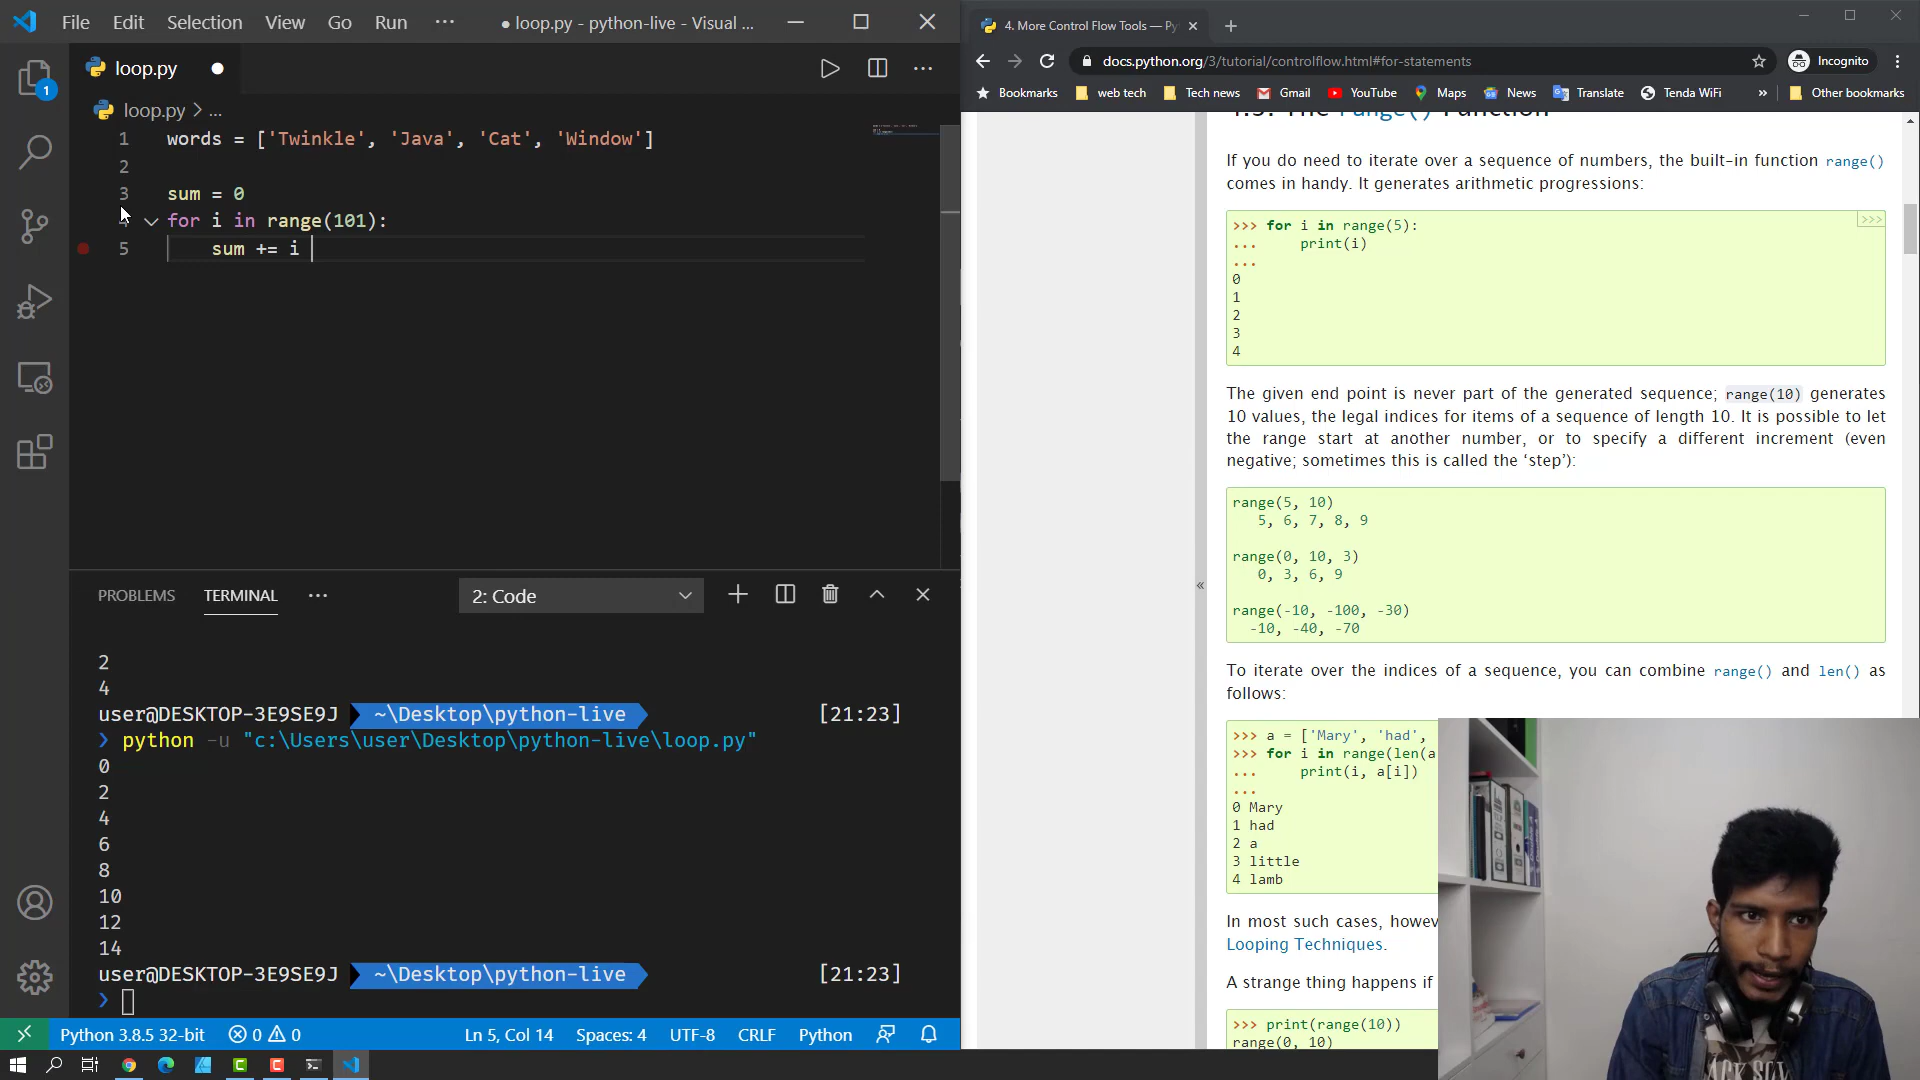 File Edit Selection View Go Run ··· ● loop.py - python-live - Visual ...
loop.py ●
loop.py > ...
1 words = ['Twinkle', 'Java', 'Cat', 'Window']
2
3 sum = 0
4 for i in range(101):
5 sum += i
1
PROBLEMS TERMINAL ··· 2: Code
2
4
user@DESKTOP-3E9SE9J ~\Desktop\python-live [21:23]
❯ python -u "c:\Users\user\Desktop\python-live\loop.py"
0
2
4
6
8
10
12
14
user@DESKTOP-3E9SE9J ~\Desktop\python-live [21:23]
❯
Python 3.8.5 32-bit 0 0 Ln 5, Col 14 Spaces: 4 UTF-8 CRLF Python
4. More Control Flow Tools — Py
docs.python.org/3/tutorial/controlflow.html#for-statements Incognito
Bookmarks web tech Tech news Gmail YouTube Maps News Translate Tenda WiFi » Other bookmarks
4.3. The range() Function
If you do need to iterate over a sequence of numbers, the built-in function range()
comes in handy. It generates arithmetic progressions:
>>>
>>> for i in range(5):
... print(i)
...
0
1
2
3
4
The given end point is never part of the generated sequence; range(10) generates
10 values, the legal indices for items of a sequence of length 10. It is possible to let
the range start at another number, or to specify a different increment (even
negative; sometimes this is called the ‘step’):
range(5, 10)
5, 6, 7, 8, 9
range(0, 10, 3)
0, 3, 6, 9
range(-10, -100, -30)
-10, -40, -70
«
To iterate over the indices of a sequence, you can combine range() and len() as
follows:
>>> a = ['Mary', 'had',
>>> for i in range(len(a
... print(i, a[i])
...
0 Mary
1 had
2 a
3 little
4 lamb
In most such cases, howev
Looping Techniques.
A strange thing happens if
>>> print(range(10))
range(0, 10)